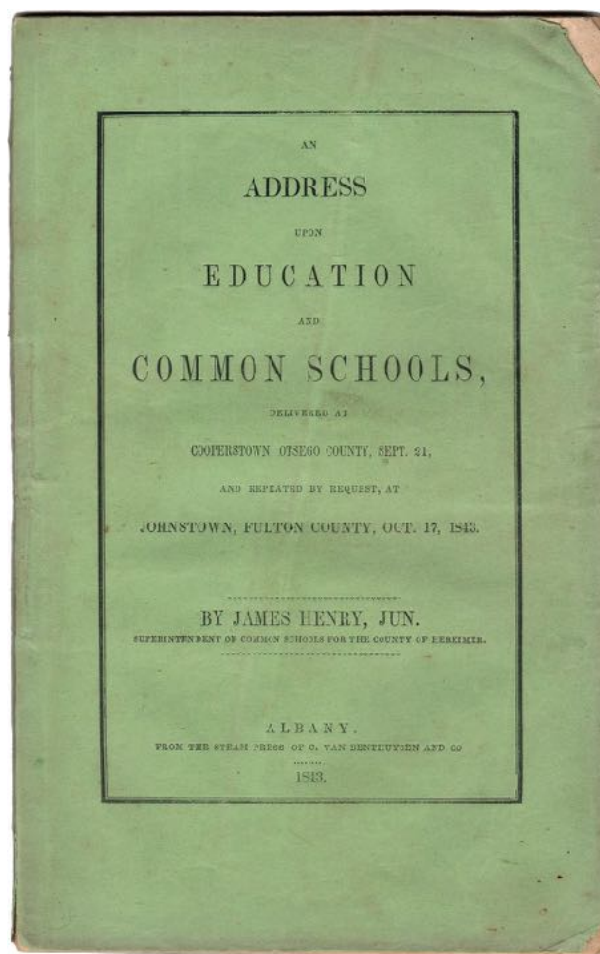 AN
ADDRESS
UPON
EDUCATION
AND
COMMON SCHOOLS,
DELIVERED AT
COOPERSTOWN OTSEGO COUNTY, SEPT. 21,
AND REPEATED BY REQUEST, AT
JOHNSTOWN, FULTON COUNTY, OCT. 17, 1843.
BY JAMES HENRY, JUN.
SUPERINTENDENT OF COMMON SCHOOLS FOR THE COUNTY OF HERKIMER.
ALBANY.
FROM THE STEAM PRESS OF C. VAN BENTHUYSEN AND CO
1843.